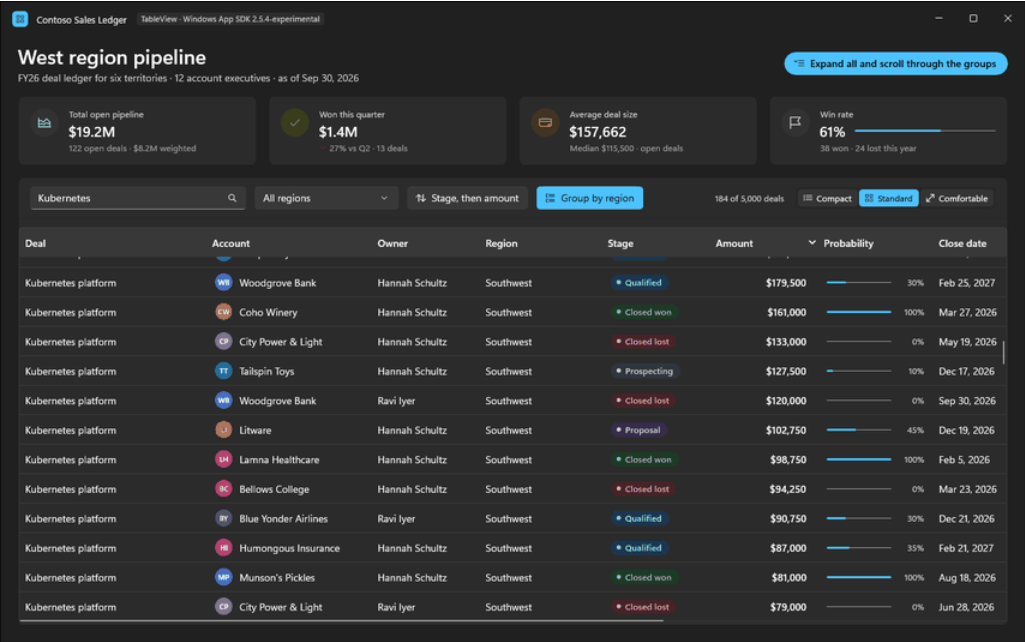 Contoso Sales Ledger TableView · Windows App SDK 2.5.4-experimental
West region pipeline
FY26 deal ledger for six territories · 12 account executives · as of Sep 30, 2026
Expand all and scroll through the groups
Total open pipeline
$19.2M
122 open deals · $8.2M weighted
Won this quarter
$1.4M
27% vs Q2 · 13 deals
Average deal size
$157,662
Median $115,500 · open deals
Win rate
61%
38 won · 24 lost this year
Kubernetes All regions Stage, then amount Group by region 184 of 5,000 deals Compact Standard Comfortable
Deal Account Owner Region Stage Amount Probability Close date
Kubernetes platform WB Woodgrove Bank Hannah Schultz Southwest Qualified $179,500 30% Feb 25, 2027
Kubernetes platform CW Coho Winery Hannah Schultz Southwest Closed won $161,000 100% Mar 27, 2026
Kubernetes platform CP City Power & Light Hannah Schultz Southwest Closed lost $133,000 0% May 19, 2026
Kubernetes platform TT Tailspin Toys Hannah Schultz Southwest Prospecting $127,500 10% Dec 17, 2026
Kubernetes platform WB Woodgrove Bank Ravi Iyer Southwest Closed lost $120,000 0% Sep 30, 2026
Kubernetes platform LI Litware Hannah Schultz Southwest Proposal $102,750 45% Dec 19, 2026
Kubernetes platform LH Lamna Healthcare Hannah Schultz Southwest Closed won $98,750 100% Feb 5, 2026
Kubernetes platform BC Bellows College Hannah Schultz Southwest Closed lost $94,250 0% Mar 23, 2026
Kubernetes platform BY Blue Yonder Airlines Ravi Iyer Southwest Qualified $90,750 30% Dec 21, 2026
Kubernetes platform HI Humongous Insurance Hannah Schultz Southwest Qualified $87,000 35% Feb 21, 2027
Kubernetes platform MP Munson's Pickles Hannah Schultz Southwest Closed won $81,000 100% Aug 18, 2026
Kubernetes platform CP City Power & Light Ravi Iyer Southwest Closed lost $79,000 0% Jun 28, 2026